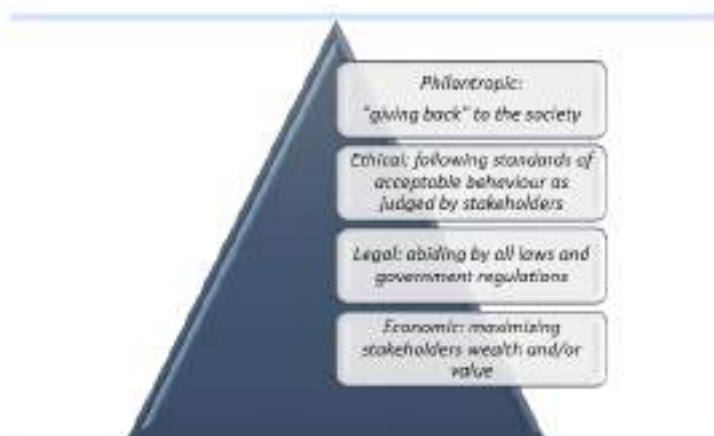 Philantropic:
"giving back" to the society
Ethical: following standards of
acceptable behaviour as
judged by stakeholders
Legal: abiding by all laws and
government regulations
Economic: maximizing
stakeholders wealth and/or
value